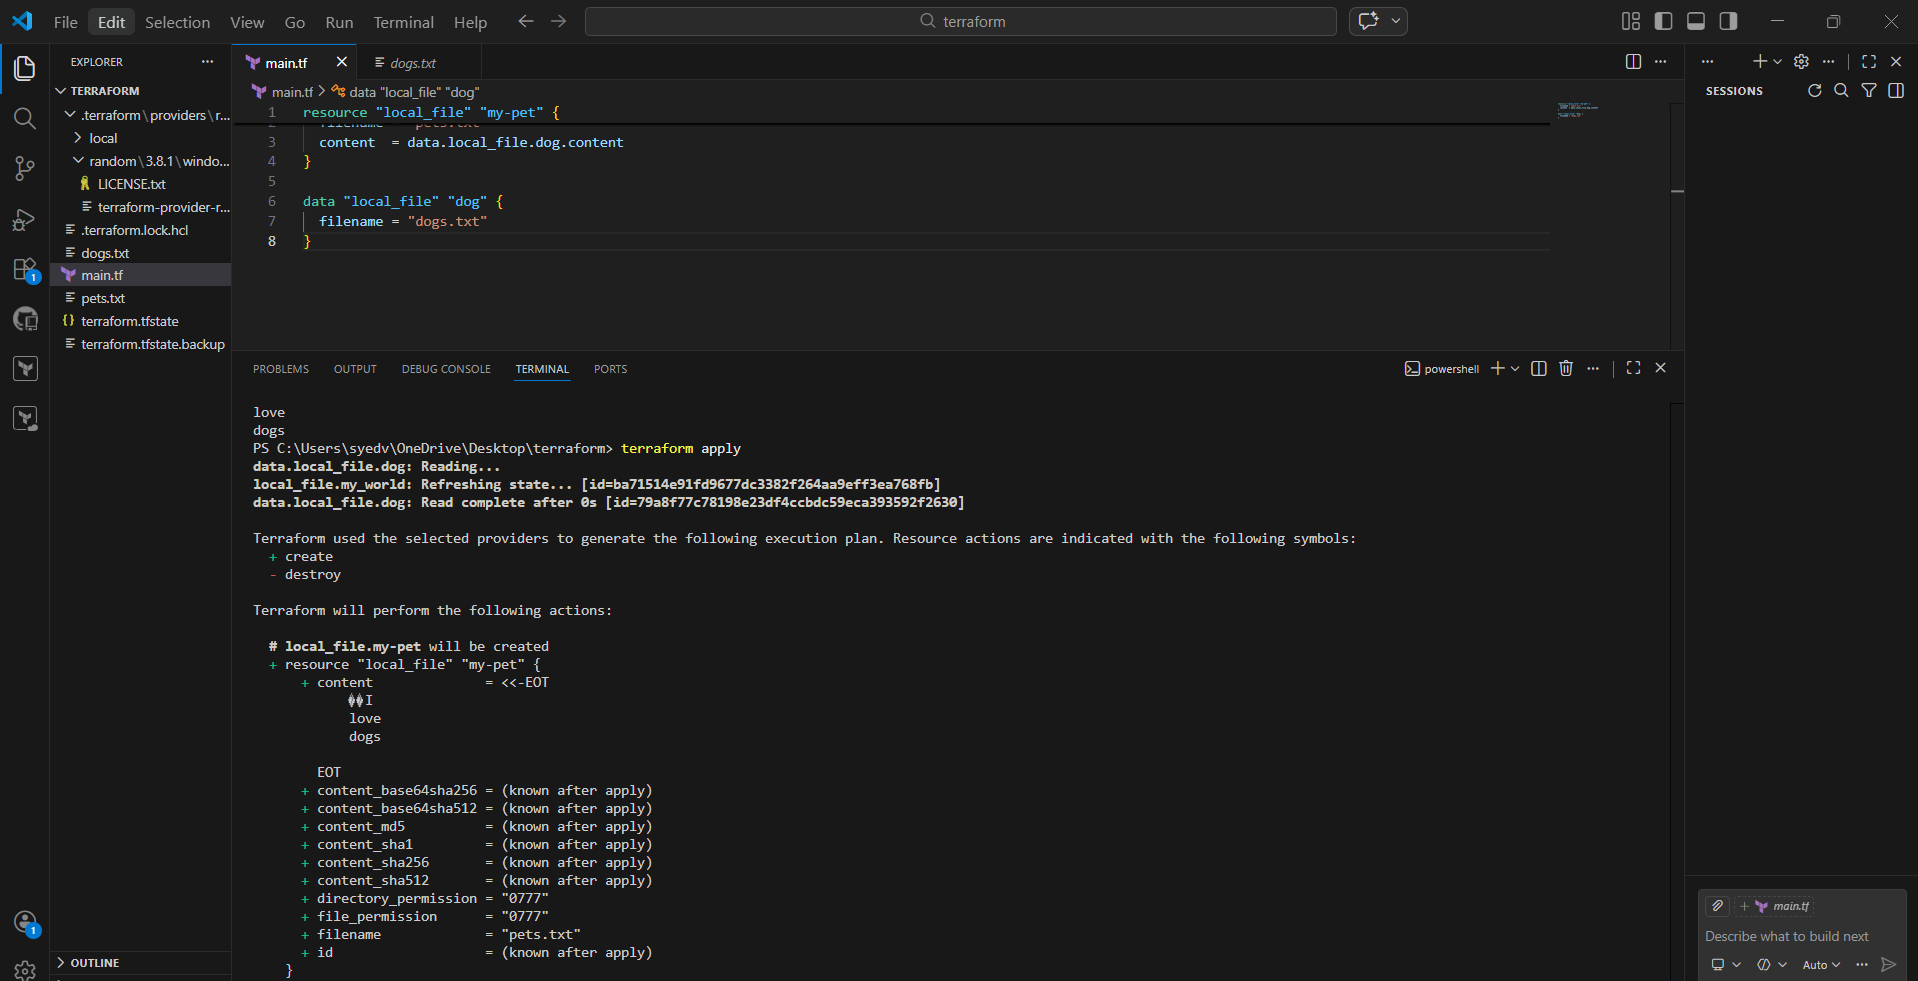 File Edit Selection View Go Run Terminal Help
terraform
EXPLORER
TERRAFORM
.terraform\providers\r...
local
random\3.8.1\windo...
LICENSE.txt
terraform-provider-r...
.terraform.lock.hcl
dogs.txt
main.tf
pets.txt
terraform.tfstate
terraform.tfstate.backup
OUTLINE
1
1
main.tf
dogs.txt
main.tf > data "local_file" "dog"
1 resource "local_file" "my-pet" {
2 filename = "pets.txt"
3 content = data.local_file.dog.content
4 }
5
6 data "local_file" "dog" {
7 filename = "dogs.txt"
8 }
PROBLEMS OUTPUT DEBUG CONSOLE TERMINAL PORTS
powershell
love
dogs
PS C:\Users\syedv\OneDrive\Desktop\terraform> terraform apply
data.local_file.dog: Reading...
local_file.my_world: Refreshing state... [id=ba71514e91fd9677dc3382f264aa9eff3ea768fb]
data.local_file.dog: Read complete after 0s [id=79a8f77c78198e23df4ccbdc59eca393592f2630]
Terraform used the selected providers to generate the following execution plan. Resource actions are indicated with the following symbols:
+ create
- destroy
Terraform will perform the following actions:
# local_file.my-pet will be created
+ resource "local_file" "my-pet" {
+ content = <<-EOT
��I
love
dogs
EOT
+ content_base64sha256 = (known after apply)
+ content_base64sha512 = (known after apply)
+ content_md5 = (known after apply)
+ content_sha1 = (known after apply)
+ content_sha256 = (known after apply)
+ content_sha512 = (known after apply)
+ directory_permission = "0777"
+ file_permission = "0777"
+ filename = "pets.txt"
+ id = (known after apply)
}
SESSIONS
+ main.tf
Describe what to build next
Auto